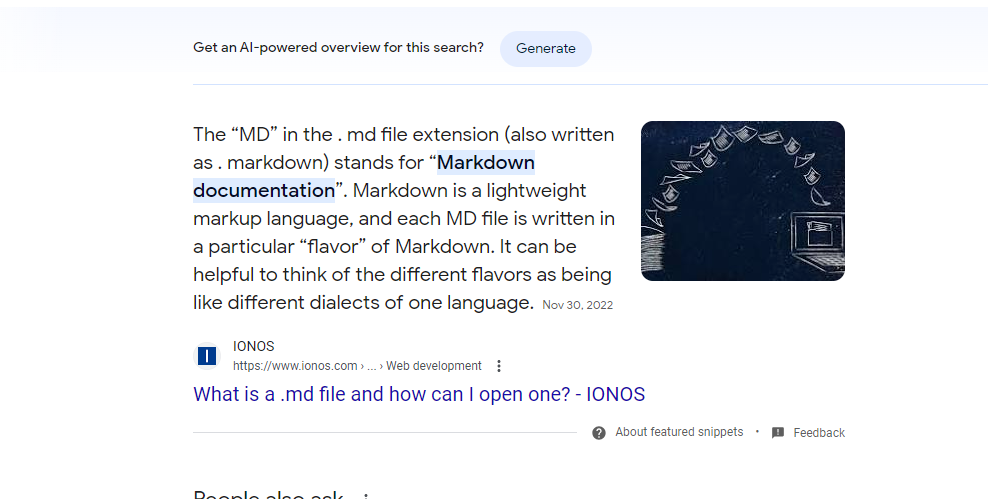 Get an AI-powered overview for this search?
Generate
The “MD” in the . md file extension (also written
as . markdown) stands for “Markdown
documentation”. Markdown is a lightweight
markup language, and each MD file is written in
a particular “flavor” of Markdown. It can be
helpful to think of the different flavors as being
like different dialects of one language. Nov 30, 2022
IONOS
https://www.ionos.com › ... › Web development
What is a .md file and how can I open one? - IONOS
About featured snippets • Feedback
People also ask